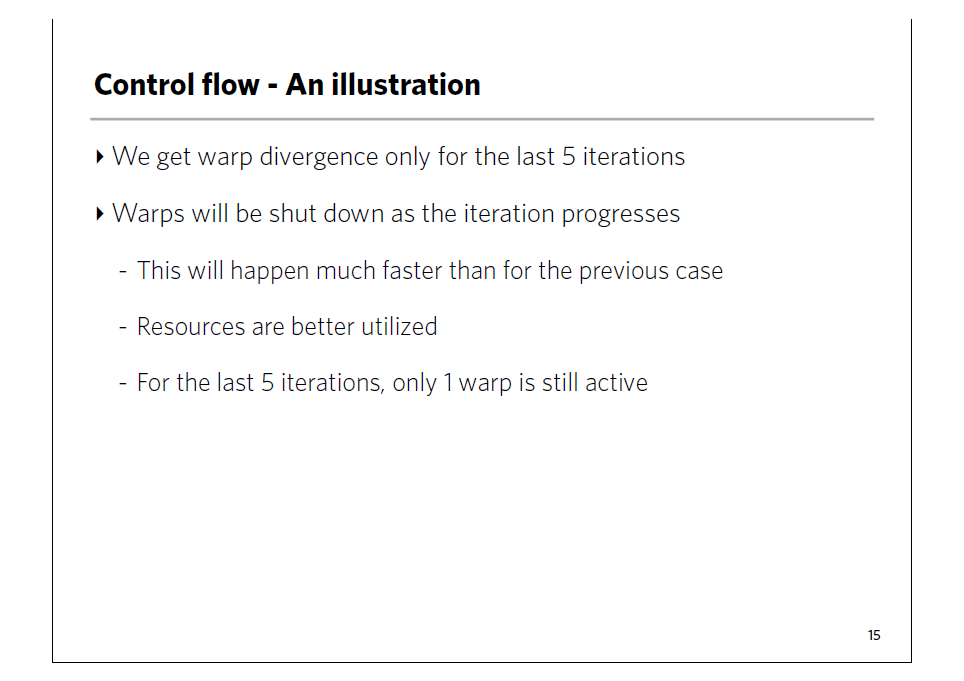 Control flow - An illustration
‣ We get warp divergence only for the last 5 iterations
‣ Warps will be shut down as the iteration progresses
- This will happen much faster than for the previous case
- Resources are better utilized
- For the last 5 iterations, only 1 warp is still active
15